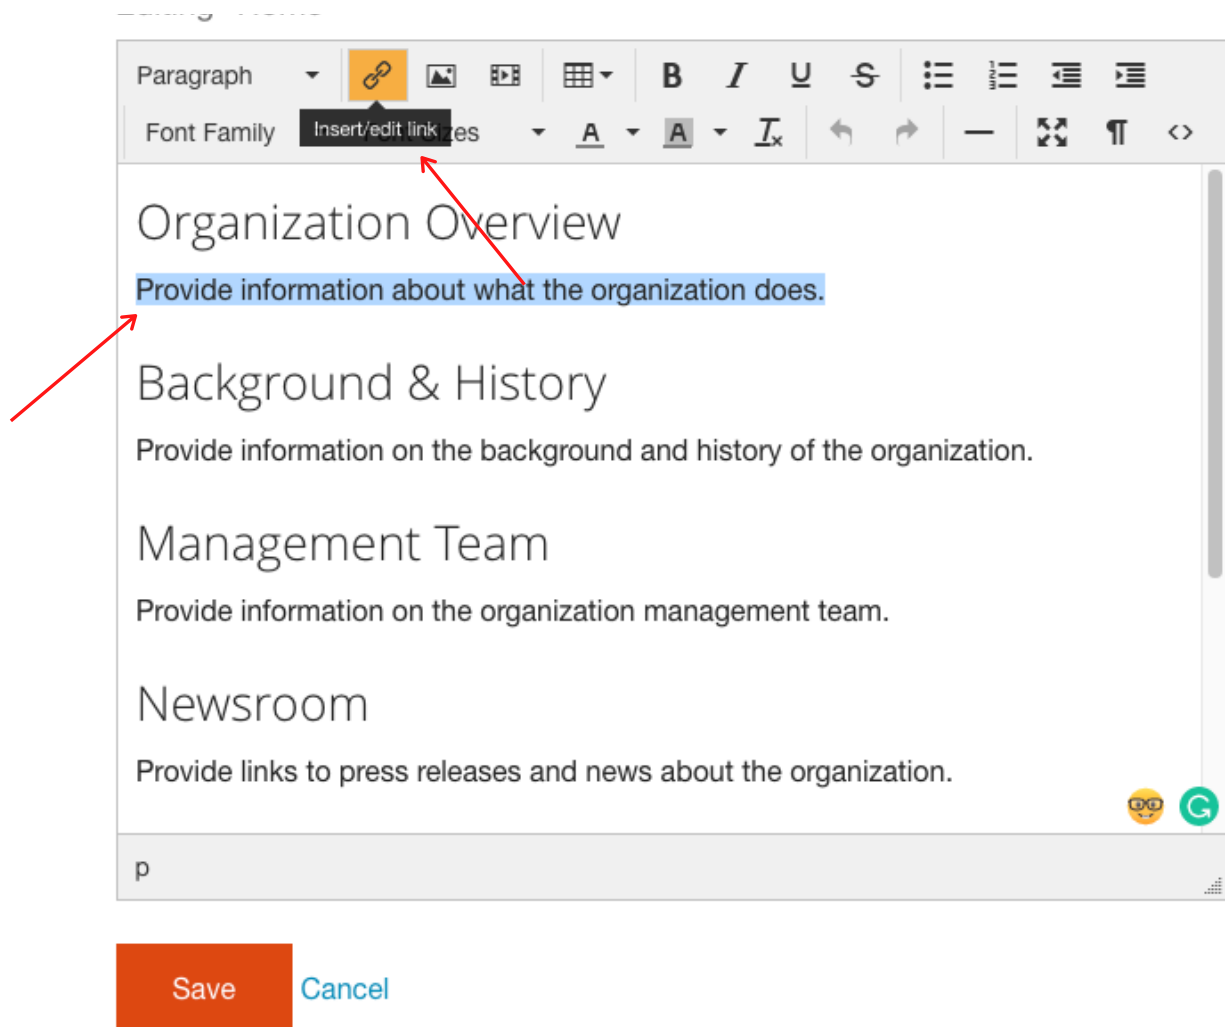 Paragraph
B I U S
Insert/edit link
Font Family
A A
Organization Overview
Provide information about what the organization does.
Background & History
Provide information on the background and history of the organization.
Management Team
Provide information on the organization management team.
Newsroom
Provide links to press releases and news about the organization.
p
Save Cancel